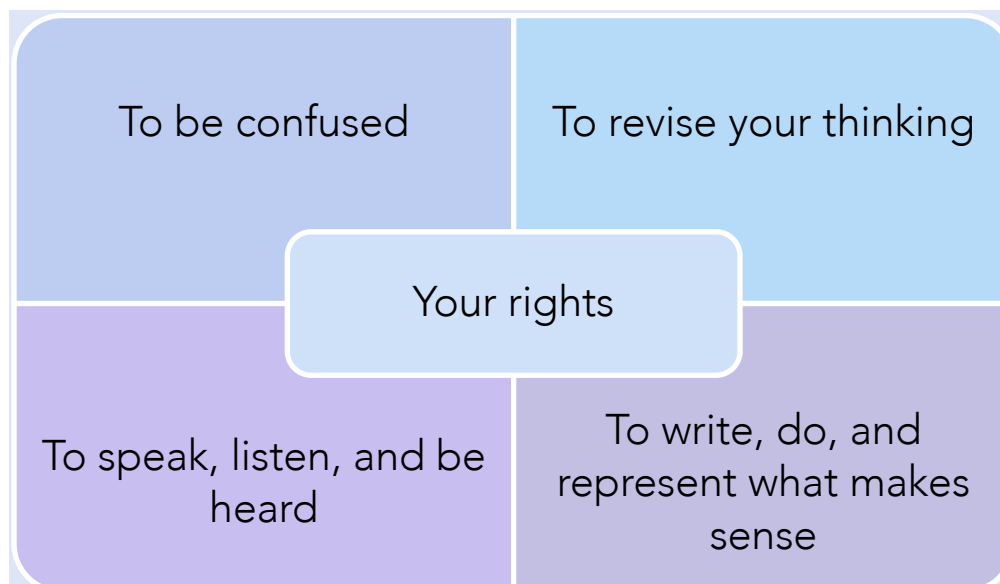 To be confused
To revise your thinking
Your rights
To speak, listen, and be
heard
To write, do, and
represent what makes
sense